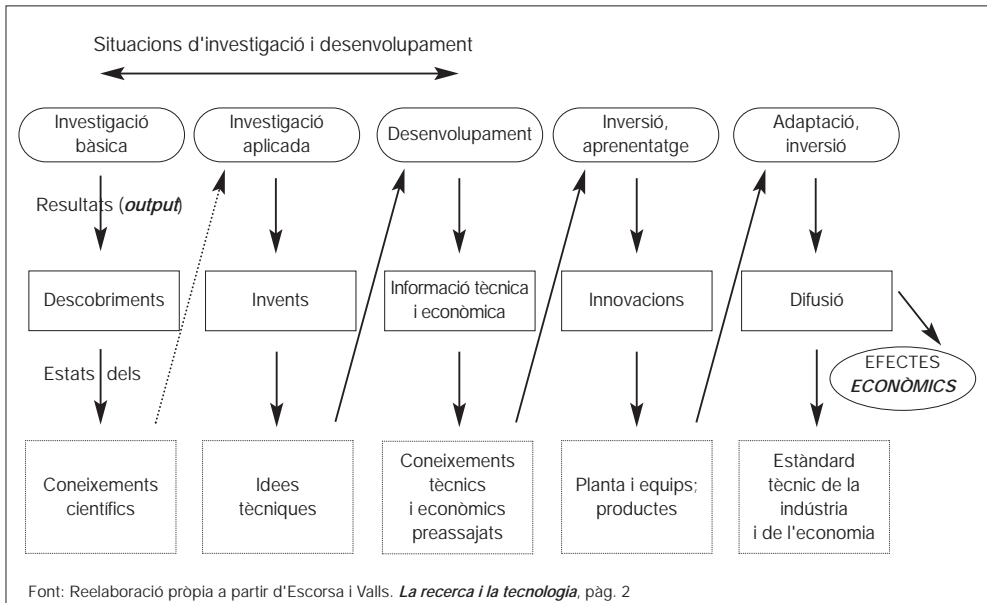 Situacions d'investigació i desenvolupament
Investigació
bàsica
Investigació
aplicada
Desenvolupament
Inversió,
aprenentatge
Adaptació,
inversió
Resultats (output)
Descobriments
Invents
Informació tècnica
i econòmica
Innovacions
Difusió
Estats dels
EFECTES
ECONÒMICS
Coneixements
científics
Idees
tècniques
Coneixements
tècnics
i econòmics
preassajats
Planta i equips;
productes
Estàndard
tècnic de la
indústria
i de l'economia
Font: Reelaboració pròpia a partir d'Escorsa i Valls. La recerca i la tecnologia, pàg. 2